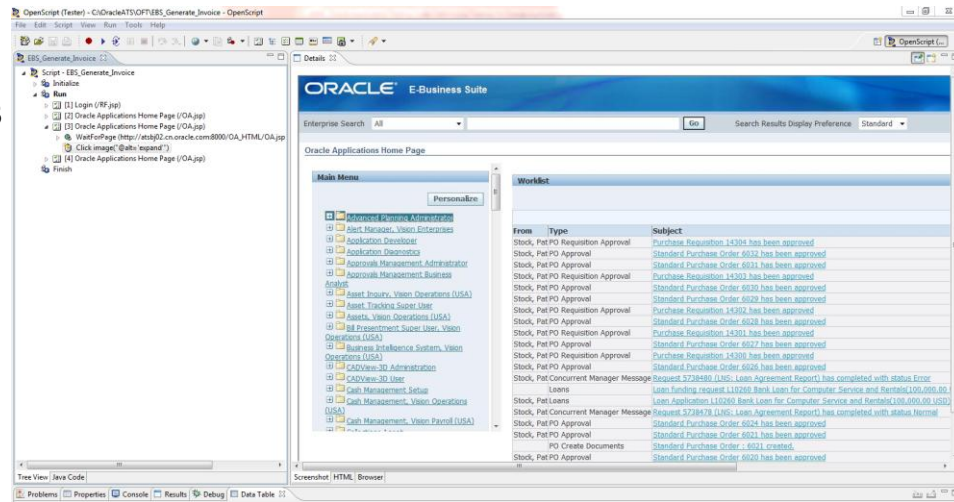 OpenScript (Tester) - C:\OracleATS\OFT\EBS_Generate_Invoice - OpenScript
File Edit Script View Run Tools Help
OpenScript (...
EBS_Generate_Invoice
Script - EBS_Generate_Invoice
Initialize
Run
[1] Login (/RF.jsp)
[2] Oracle Applications Home Page (/OA.jsp)
[3] Oracle Applications Home Page (/OA.jsp)
WaitForPage (http://atsbj02.cn.oracle.com:8000/OA_HTML/OA.jsp
Click image("@alt='expand'")
[4] Oracle Applications Home Page (/OA.jsp)
Finish
Tree View Java Code
Details
ORACLE E-Business Suite
Enterprise Search All Go Search Results Display Preference Standard
Oracle Applications Home Page
Main Menu
Personalize
Advanced Planning Administrator
Alert Manager, Vision Enterprises
Application Developer
Application Diagnostics
Approvals Management Administrator
Approvals Management Business
Analyst
Asset Inquiry, Vision Operations (USA)
Asset Tracking Super User
Assets, Vision Operations (USA)
Bill Presentment Super User, Vision
Operations (USA)
Business Intelligence System, Vision
Operations (USA)
CADView-3D Administration
CADView-3D User
Cash Management Setup
Cash Management, Vision Operations
(USA)
Cash Management, Vision Payroll (USA)
Worklist
From Type Subject
Stock, Pat PO Requisition Approval Purchase Requisition 14304 has been approved
Stock, Pat PO Approval Standard Purchase Order 6032 has been approved
Stock, Pat PO Approval Standard Purchase Order 6031 has been approved
Stock, Pat PO Requisition Approval Purchase Requisition 14303 has been approved
Stock, Pat PO Approval Standard Purchase Order 6030 has been approved
Stock, Pat PO Approval Standard Purchase Order 6029 has been approved
Stock, Pat PO Requisition Approval Purchase Requisition 14302 has been approved
Stock, Pat PO Approval Standard Purchase Order 6028 has been approved
Stock, Pat PO Requisition Approval Purchase Requisition 14301 has been approved
Stock, Pat PO Approval Standard Purchase Order 6027 has been approved
Stock, Pat PO Requisition Approval Purchase Requisition 14300 has been approved
Stock, Pat PO Approval Standard Purchase Order 6026 has been approved
Stock, Pat Concurrent Manager Message Request 5738480 (LNS: Loan Agreement Report) has completed with status Error
Loans Loan funding request L10260 Bank Loan for Computer Service and Rentals(100,000.00
Stock, Pat Loans Loan Application L10260 Bank Loan for Computer Service and Rentals(100,000.00 USD)
Stock, Pat Concurrent Manager Message Request 5738478 (LNS: Loan Agreement Report) has completed with status Normal
Stock, Pat PO Approval Standard Purchase Order 6024 has been approved
Stock, Pat PO Approval Standard Purchase Order 6021 has been approved
PO Create Documents Standard Purchase Order : 6021 created.
Stock, Pat PO Approval Standard Purchase Order 6020 has been approved
Screenshot HTML Browser
Problems Properties Console Results Debug Data Table